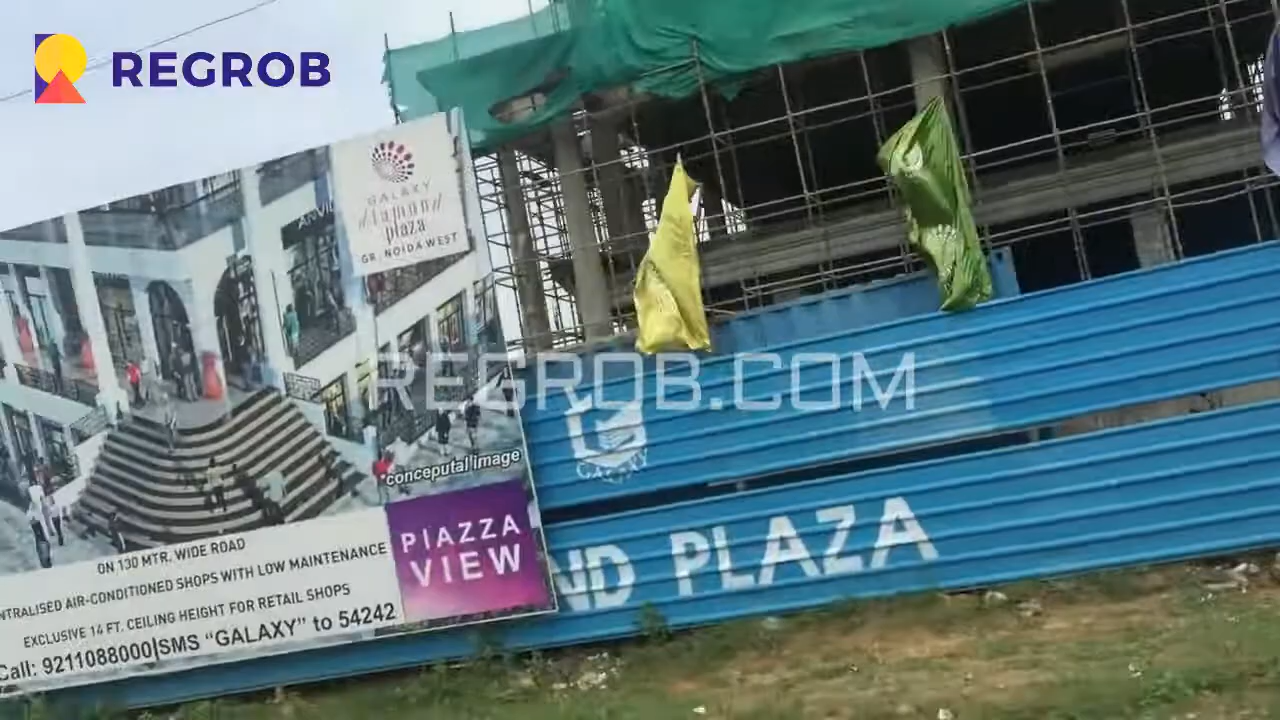 REGROB
GALAXY
diamond
plaza
GR. NOIDA WEST
REGROB.COM
conceputal image
PIAZZA
VIEW
ON 130 MTR. WIDE ROAD
NTRALISED AIR-CONDITIONED SHOPS WITH LOW MAINTENANCE
EXCLUSIVE 14 FT. CEILING HEIGHT FOR RETAIL SHOPS
Call: 9211088000|SMS "GALAXY" to 54242
GALAXY
ND PLAZA